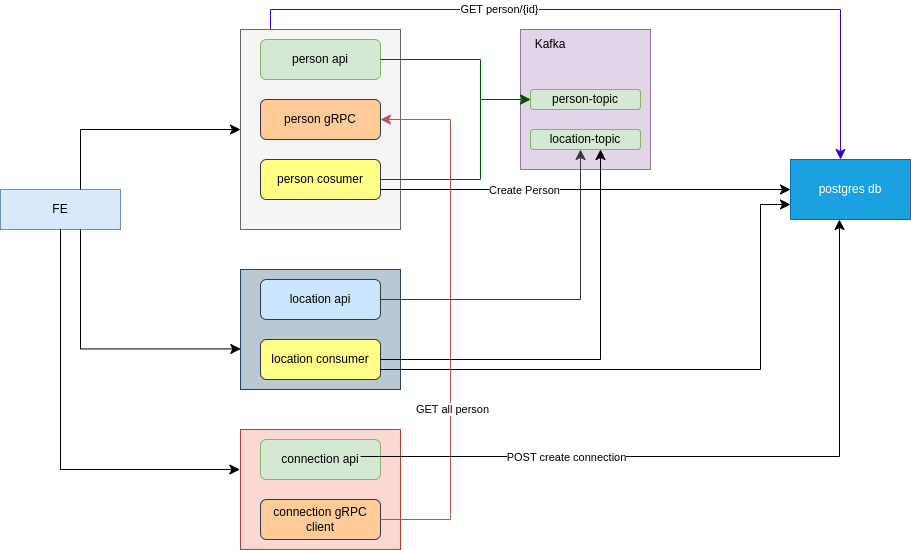 GET person/{id}
person api
Kafka
person-topic
person gRPC
location-topic
person cosumer
Create Person
postgres db
FE
location api
location consumer
GET all person
connection api
POST create connection
connection gRPC
client